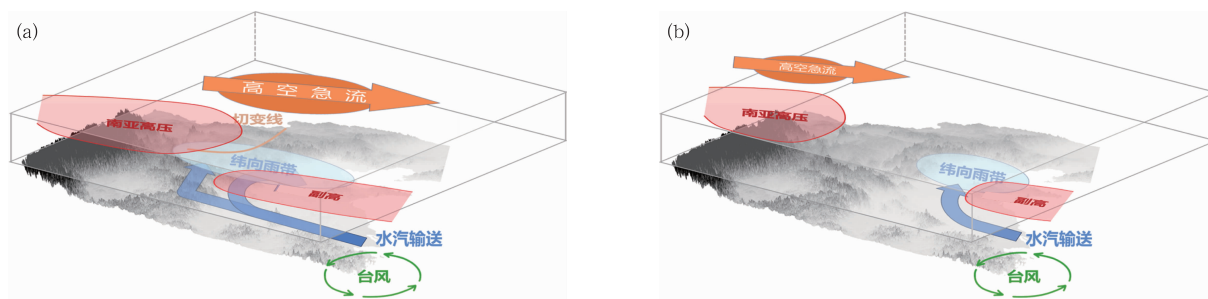 (a)
高空急流
切变线
南亚高压
纬向雨带
副高
水汽输送
台风
(b)
高空急流
南亚高压
纬向雨带
副高
水汽输送
台风